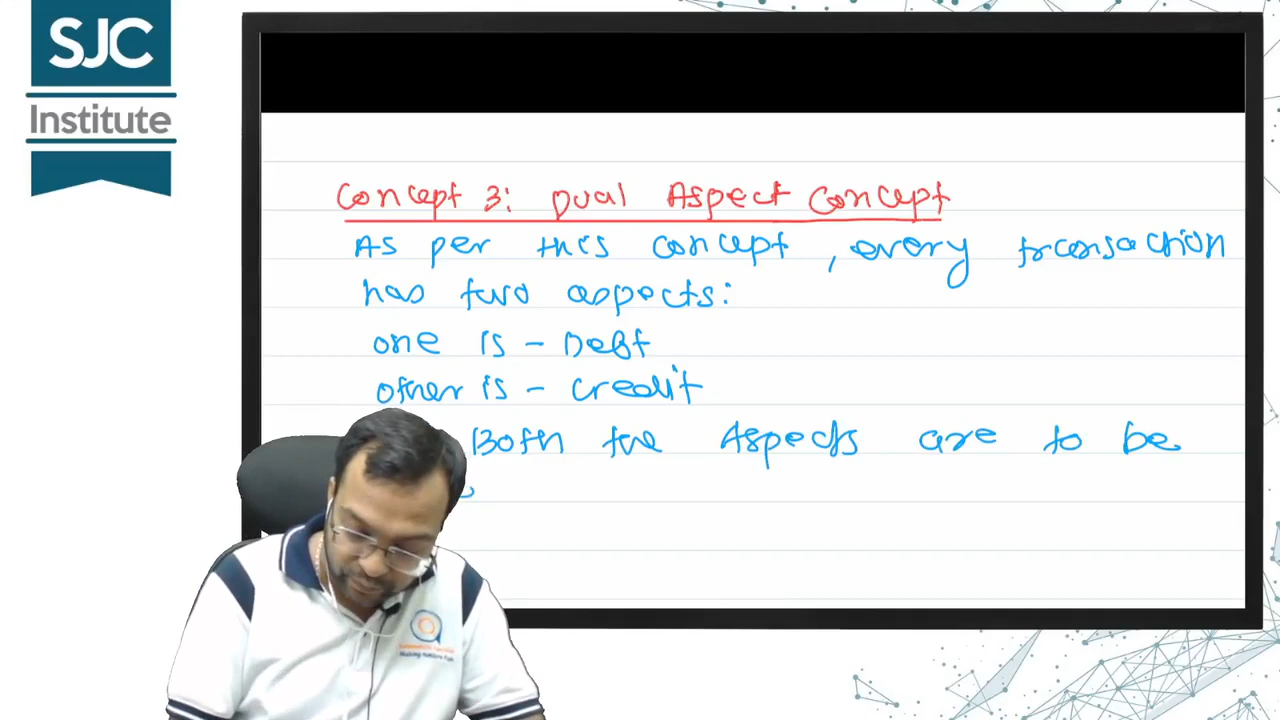 SJC
Institute
Concept 3: Dual Aspect Concept
As per this concept, every transaction
has two aspects:
one is - Debt
other is - credit
Both the Aspects are to be